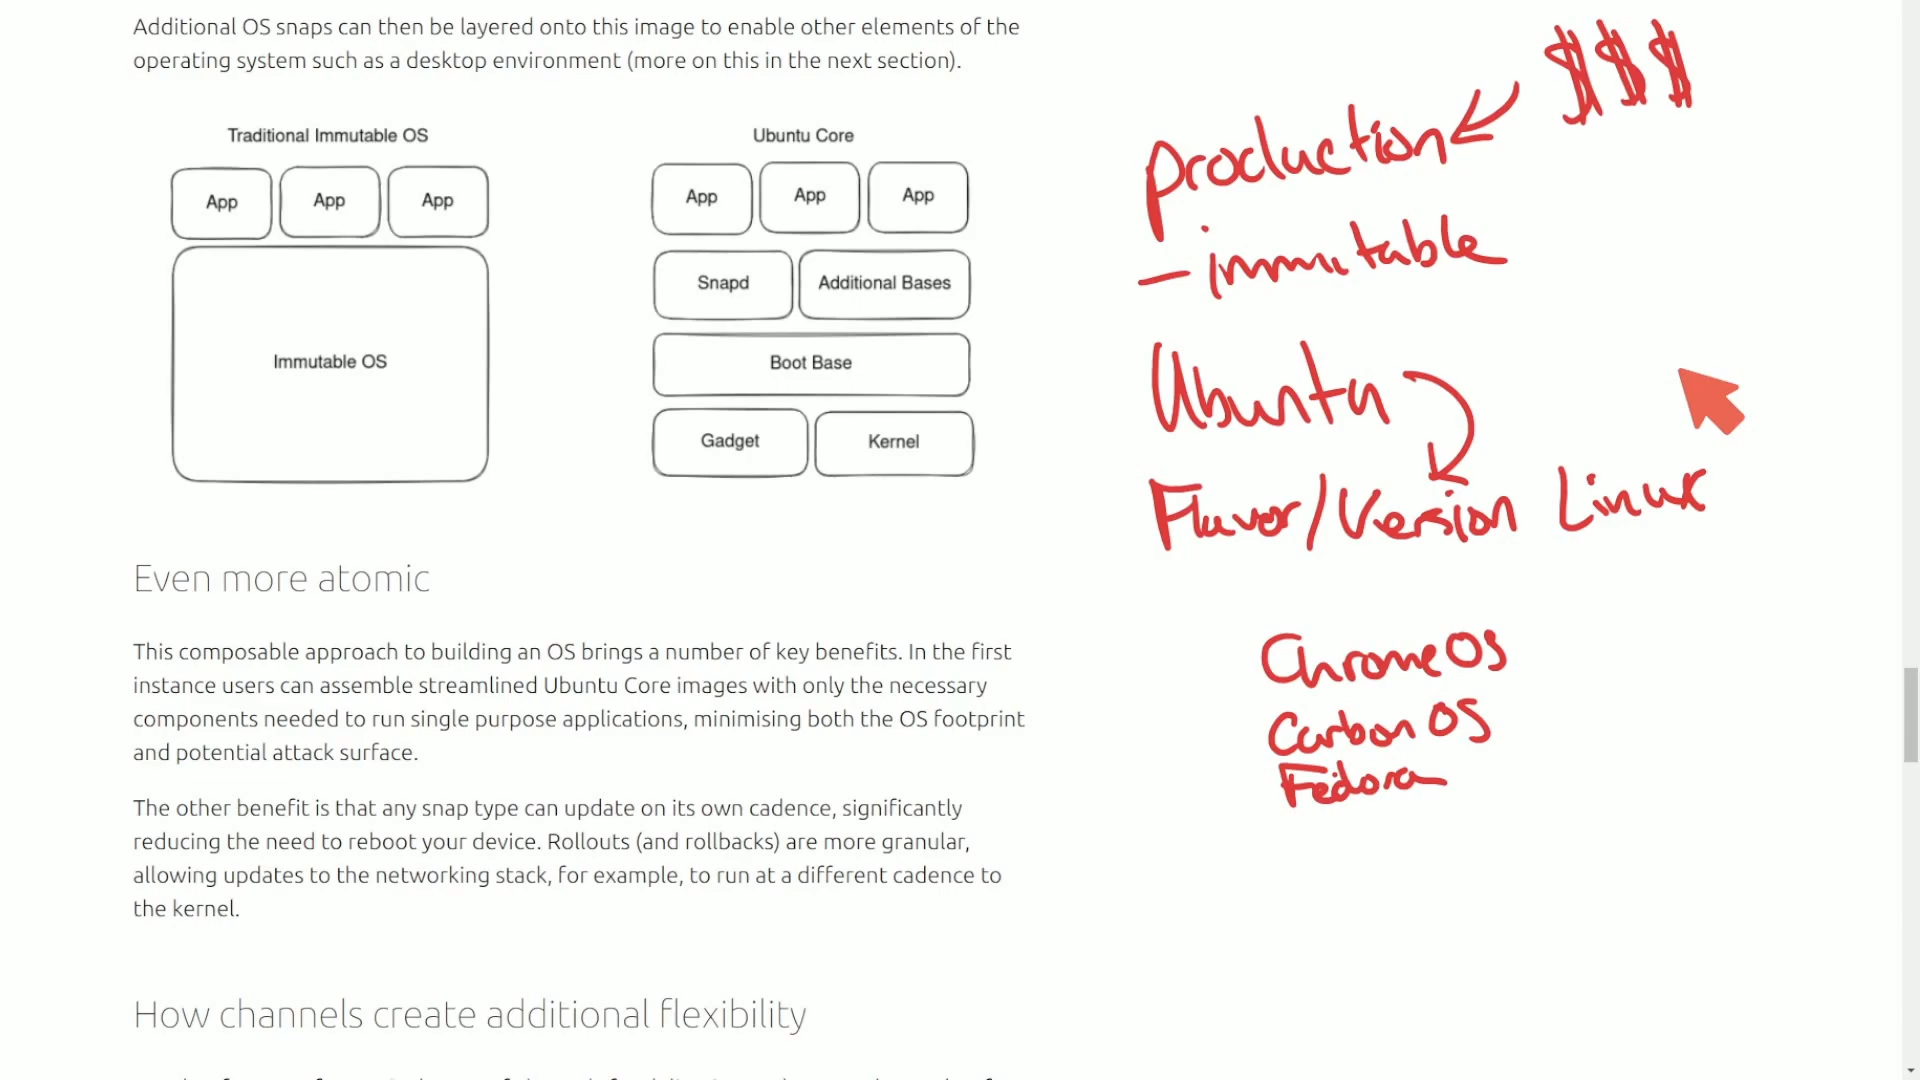 Additional OS snaps can then be layered onto this image to enable other elements of the
operating system such as a desktop environment (more on this in the next section).
Traditional Immutable OS
App App App
Immutable OS
Ubuntu Core
App App App
Snapd Additional Bases
Boot Base
Gadget Kernel
Even more atomic
This composable approach to building an OS brings a number of key benefits. In the first
instance users can assemble streamlined Ubuntu Core images with only the necessary
components needed to run single purpose applications, minimising both the OS footprint
and potential attack surface.
The other benefit is that any snap type can update on its own cadence, significantly
reducing the need to reboot your device. Rollouts (and rollbacks) are more granular,
allowing updates to the networking stack, for example, to run at a different cadence to
the kernel.
How channels create additional flexibility
$$$
production
- immutable
Ubuntu
Flavor/Version Linux
Chrome OS
Carbon OS
Fedora